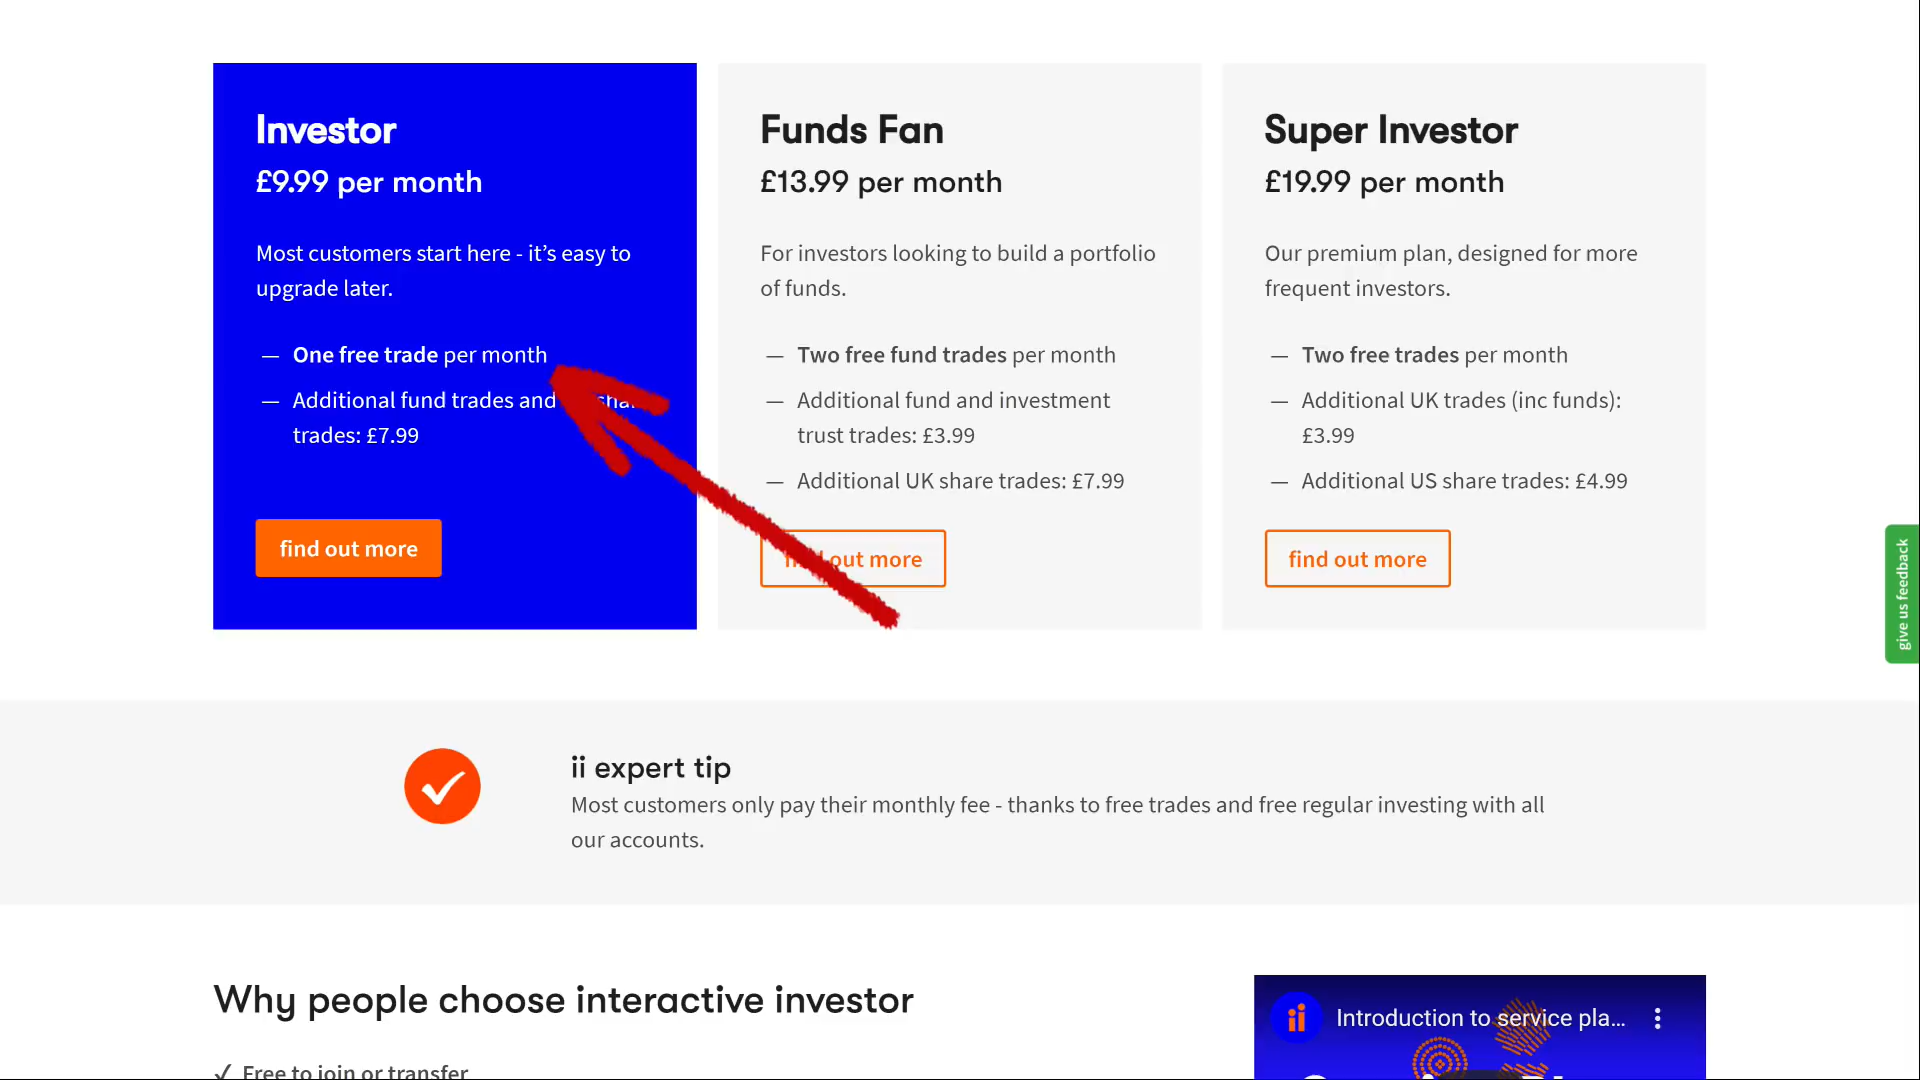 Investor
£9.99 per month
Most customers start here - it’s easy to
upgrade later.
— One free trade per month
— Additional fund trades and
trades: £7.99
find out more
Funds Fan
£13.99 per month
For investors looking to build a portfolio
of funds.
— Two free fund trades per month
— Additional fund and investment
trust trades: £3.99
— Additional UK share trades: £7.99
out more
Super Investor
£19.99 per month
Our premium plan, designed for more
frequent investors.
— Two free trades per month
— Additional UK trades (inc funds):
£3.99
— Additional US share trades: £4.99
find out more
give us feedback
ii expert tip
Most customers only pay their monthly fee - thanks to free trades and free regular investing with all
our accounts.
Why people choose interactive investor
✓ Free to join or transfer
ii Introduction to service pla...